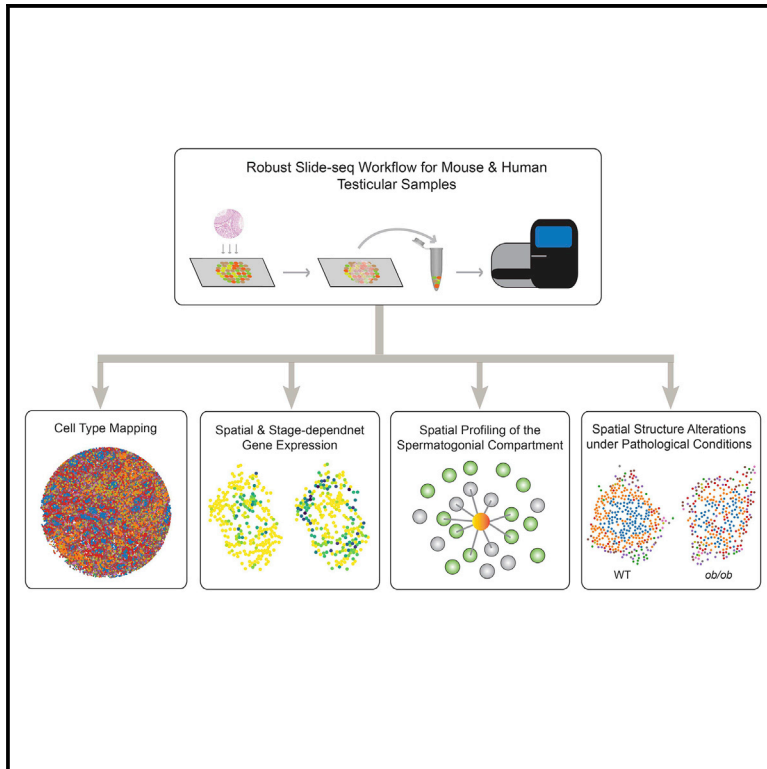 Robust Slide-seq Workflow for Mouse & Human
Testicular Samples
Cell Type Mapping
Spatial & Stage-dependnet
Gene Expression
Spatial Profiling of the
Spermatogonial Compartment
Spatial Structure Alterations
under Pathological Conditions
WT
ob/ob